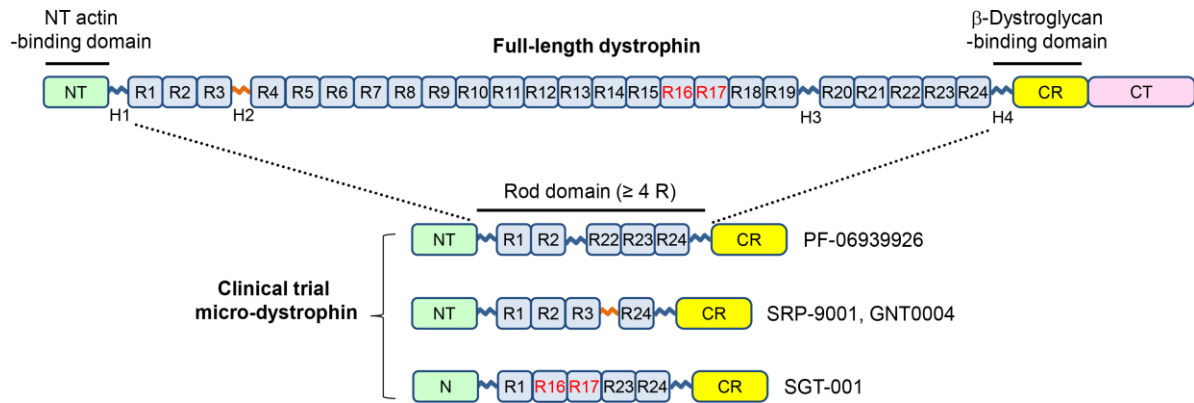 NT actin
-binding domain
Full-length dystrophin
β-Dystroglycan
-binding domain
NT R1 R2 R3 R4 R5 R6 R7 R8 R9 R10 R11 R12 R13 R14 R15 R16 R17 R18 R19 R20 R21 R22 R23 R24 CR CT
H1 H2 H3 H4
Rod domain (≥ 4 R)
NT R1 R2 R22 R23 R24 CR PF-06939926
Clinical trial
micro-dystrophin
NT R1 R2 R3 R24 CR SRP-9001, GNT0004
N R1 R16 R17 R23 R24 CR SGT-001